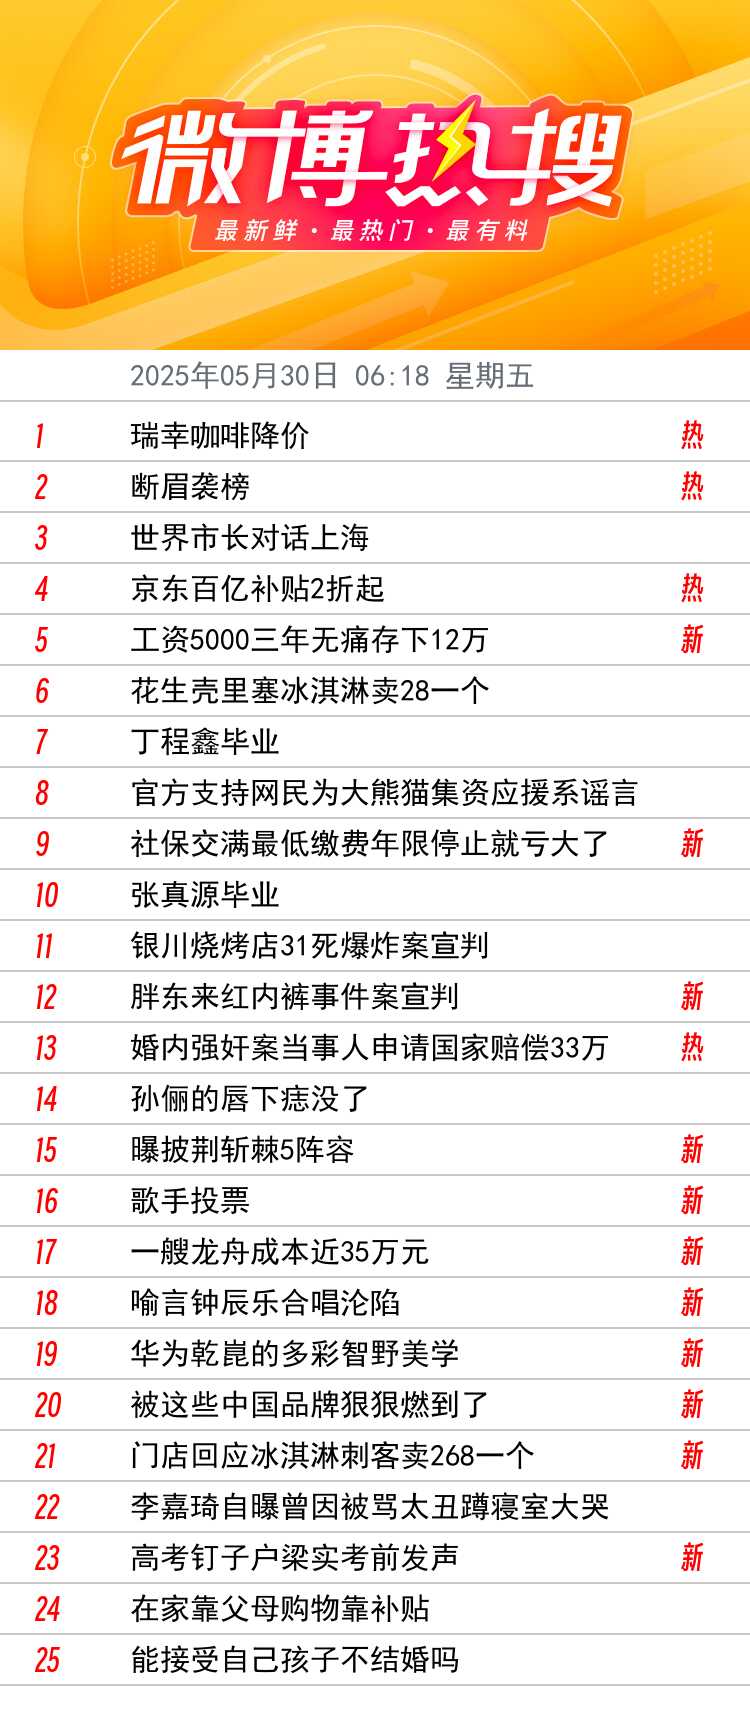 微博热搜
最新鲜·最热门·最有料
2025年05月30日 06:18 星期五
1 瑞幸咖啡降价 热
2 断眉袭榜 热
3 世界市长对话上海
4 京东百亿补贴2折起 热
5 工资5000三年无痛存下12万 新
6 花生壳里塞冰淇淋卖28一个
7 丁程鑫毕业
8 官方支持网民为大熊猫集资应援系谣言
9 社保交满最低缴费年限停止就亏大了 新
10 张真源毕业
11 银川烧烤店31死爆炸案宣判
12 胖东来红内裤事件案宣判 新
13 婚内强奸案当事人申请国家赔偿33万 热
14 孙俪的唇下痣没了
15 曝披荆斩棘5阵容 新
16 歌手投票 新
17 一艘龙舟成本近35万元 新
18 喻言钟辰乐合唱沦陷 新
19 华为乾崑的多彩智野美学 新
20 被这些中国品牌狠狠燃到了 新
21 门店回应冰淇淋刺客卖268一个 新
22 李嘉琦自曝曾因被骂太丑蹲寝室大哭
23 高考钉子户梁实考前发声 新
24 在家靠父母购物靠补贴
25 能接受自己孩子不结婚吗